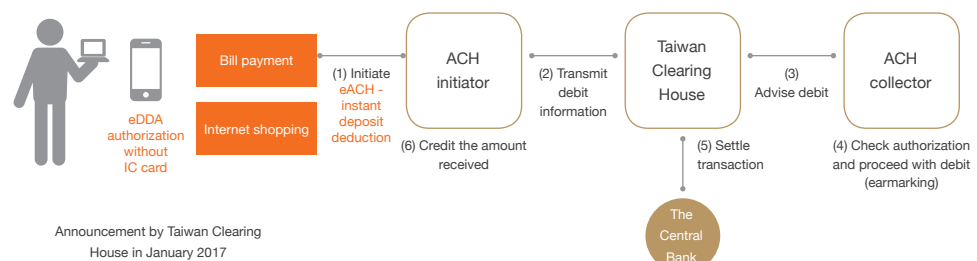 eDDA
authorization
without
IC card
Bill payment
Internet shopping
(1) Initiate
eACH -
instant
deposit
deduction
ACH
initiator
(6) Credit the amount
received
(2) Transmit
debit
information
Taiwan
Clearing
House
(5) Settle
transaction
The
Central
Bank
(3)
Advise debit
ACH
collector
(4) Check authorization
and proceed with debit
(earmarking)
Announcement by Taiwan Clearing
House in January 2017